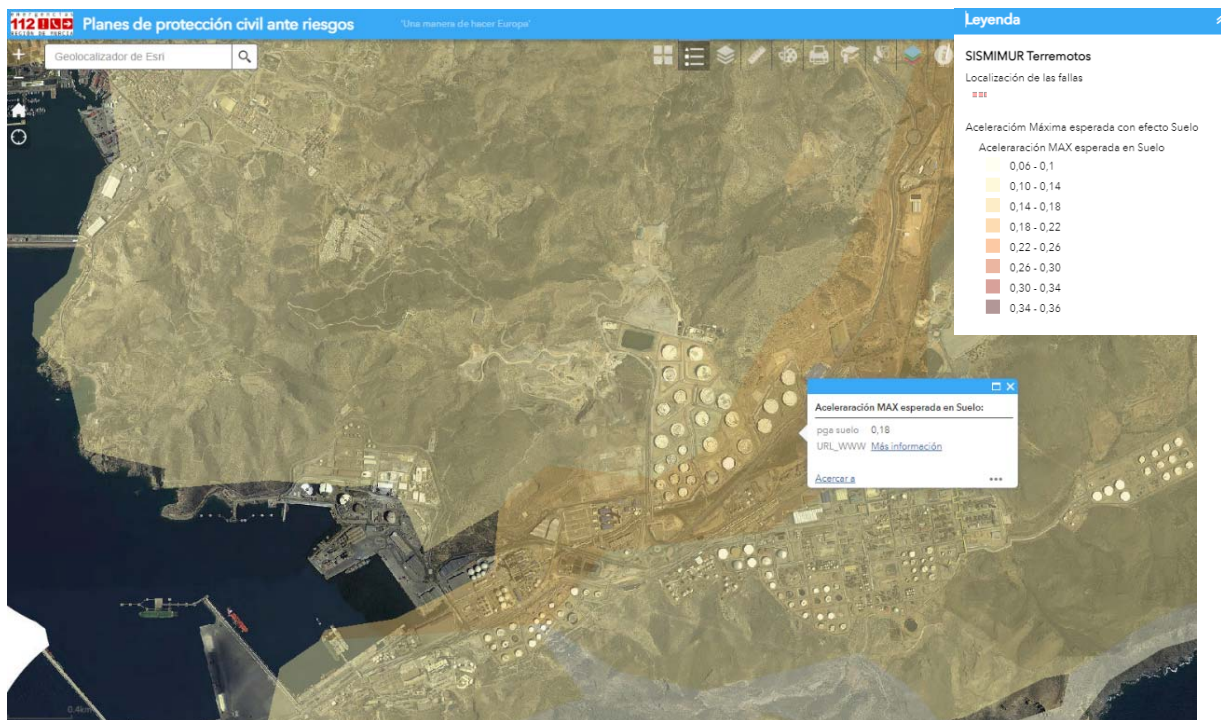 EMERGENCIAS
112
REGIÓN DE MURCIA
Planes de protección civil ante riesgos
'Una manera de hacer Europa'
Geolocalizador de Esri
Leyenda
SISMIMUR Terremotos
Localización de las fallas
Aceleracióm Máxima esperada con efecto Suelo
Aceleraración MAX esperada en Suelo
0,06 - 0,1
0,10 - 0,14
0,14 - 0,18
0,18 - 0,22
0,22 - 0,26
0,26 - 0,30
0,30 - 0,34
0,34 - 0,36
Aceleraración MAX esperada en Suelo:
pga suelo 0,18
URL_WWW Más información
Acercar a
0.4km